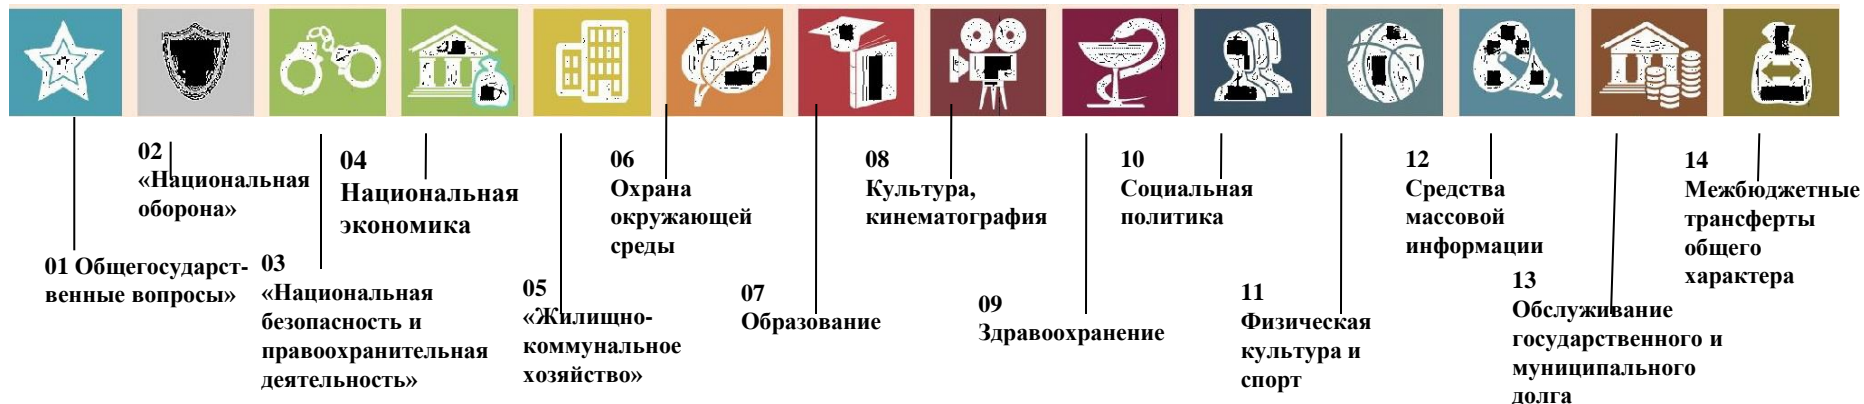 01 Общегосударст-
венные вопросы»
02
«Национальная
оборона»
03
«Национальная
безопасность и
правоохранительная
деятельность»
04
Национальная
экономика
05
«Жилищно-
коммунальное
хозяйство»
06
Охрана
окружающей
среды
07
Образование
08
Культура,
кинематография
09
Здравоохранение
10
Социальная
политика
11
Физическая
культура и
спорт
12
Средства
массовой
информации
13
Обслуживание
государственного и
муниципального
долга
14
Межбюджетные
трансферты
общего
характера